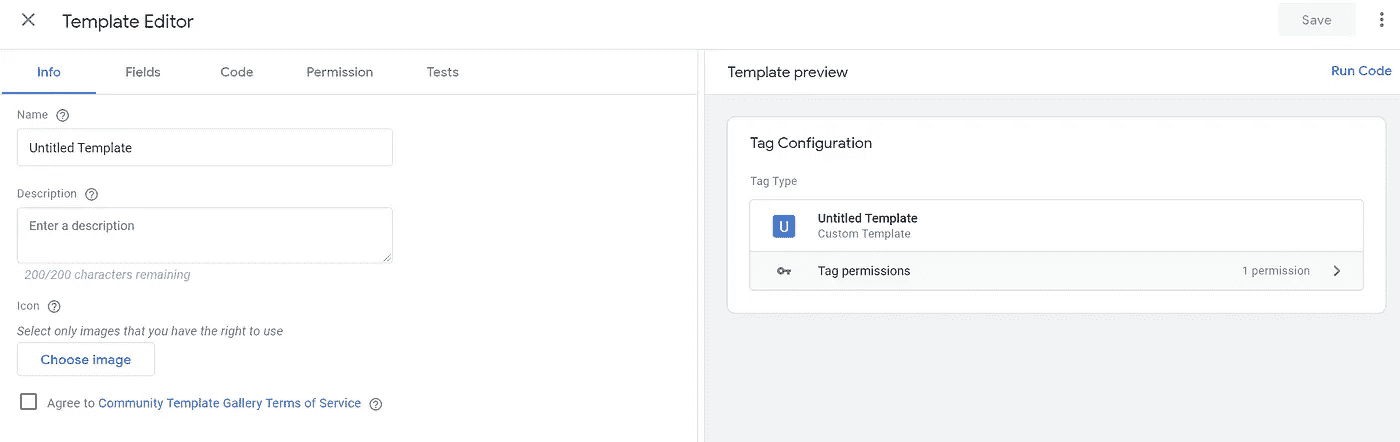 Template Editor
Save
Info Fields Code Permission Tests
Template preview
Run Code
Name
Untitled Template
Description
Enter a description
200/200 characters remaining
Icon
Select only images that you have the right to use
Choose image
Agree to Community Template Gallery Terms of Service
Tag Configuration
Tag Type
U
Untitled Template
Custom Template
Tag permissions
1 permission